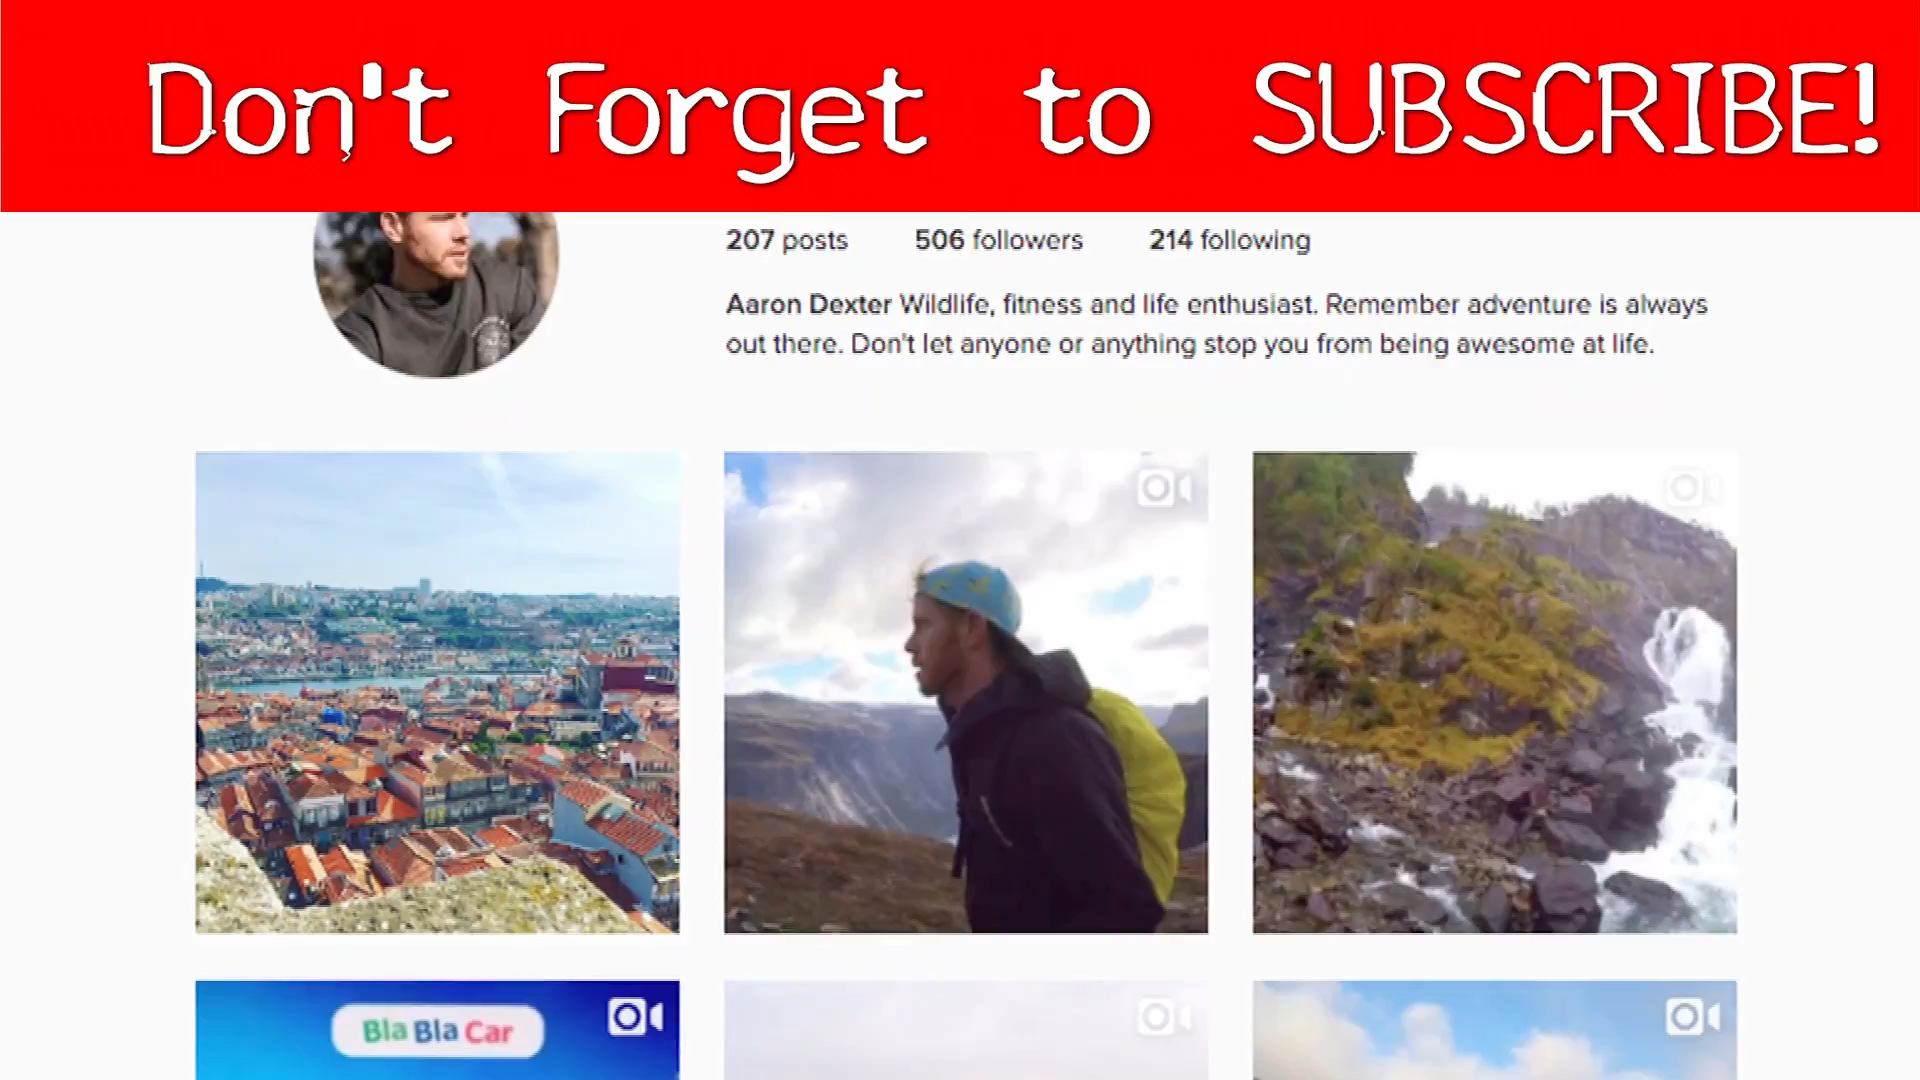 Don't Forget to SUBSCRIBE!
207 posts 506 followers 214 following
Aaron Dexter Wildlife, fitness and life enthusiast. Remember adventure is always
out there. Don't let anyone or anything stop you from being awesome at life.
Bla Bla Car